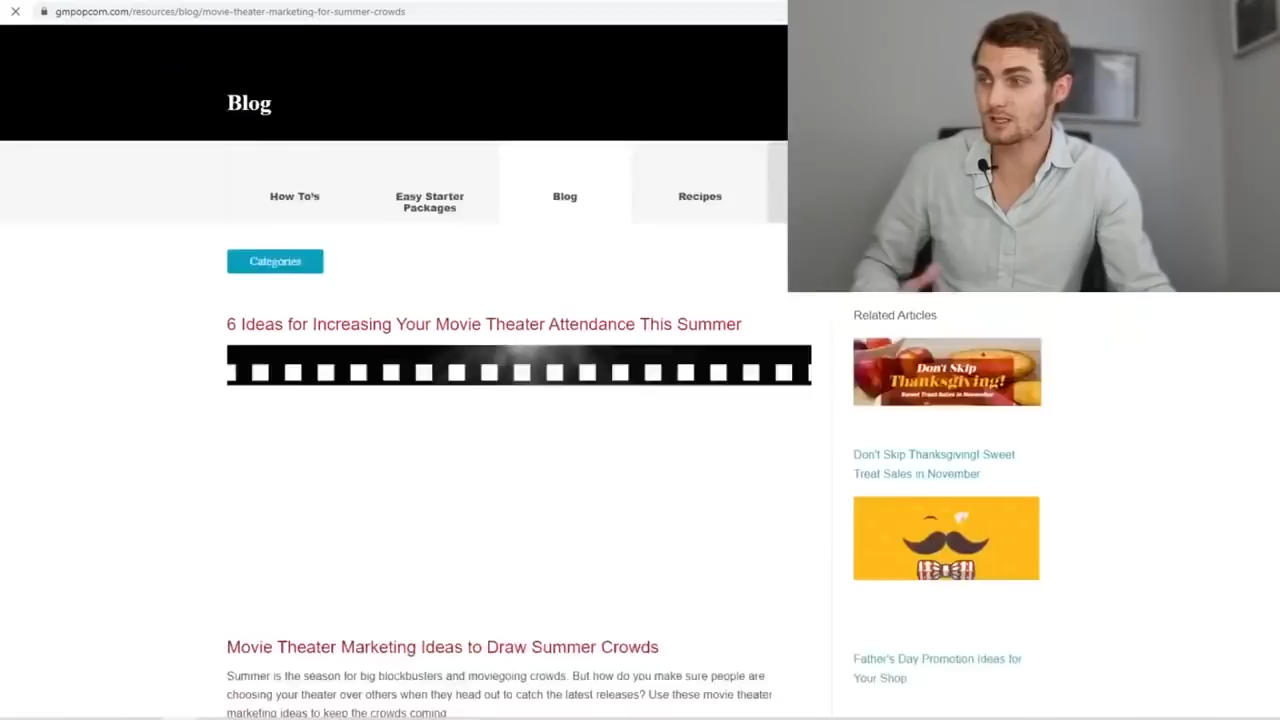 gmpopcorn.com/resources/blog/movie-theater-marketing-for-summer-crowds
Blog
How To's
Easy Starter
Packages
Blog
Recipes
Categories
6 Ideas for Increasing Your Movie Theater Attendance This Summer
Related Articles
Don't Skip
Thanksgiving!
Sweet Treat Sales in November
Don't Skip Thanksgiving! Sweet
Treat Sales in November
Movie Theater Marketing Ideas to Draw Summer Crowds
Summer is the season for big blockbusters and moviegoing crowds. But how do you make sure people are
choosing your theater over others when they head out to catch the latest releases? Use these movie theater
marketing ideas to keep the crowds coming
Father's Day Promotion Ideas for
Your Shop